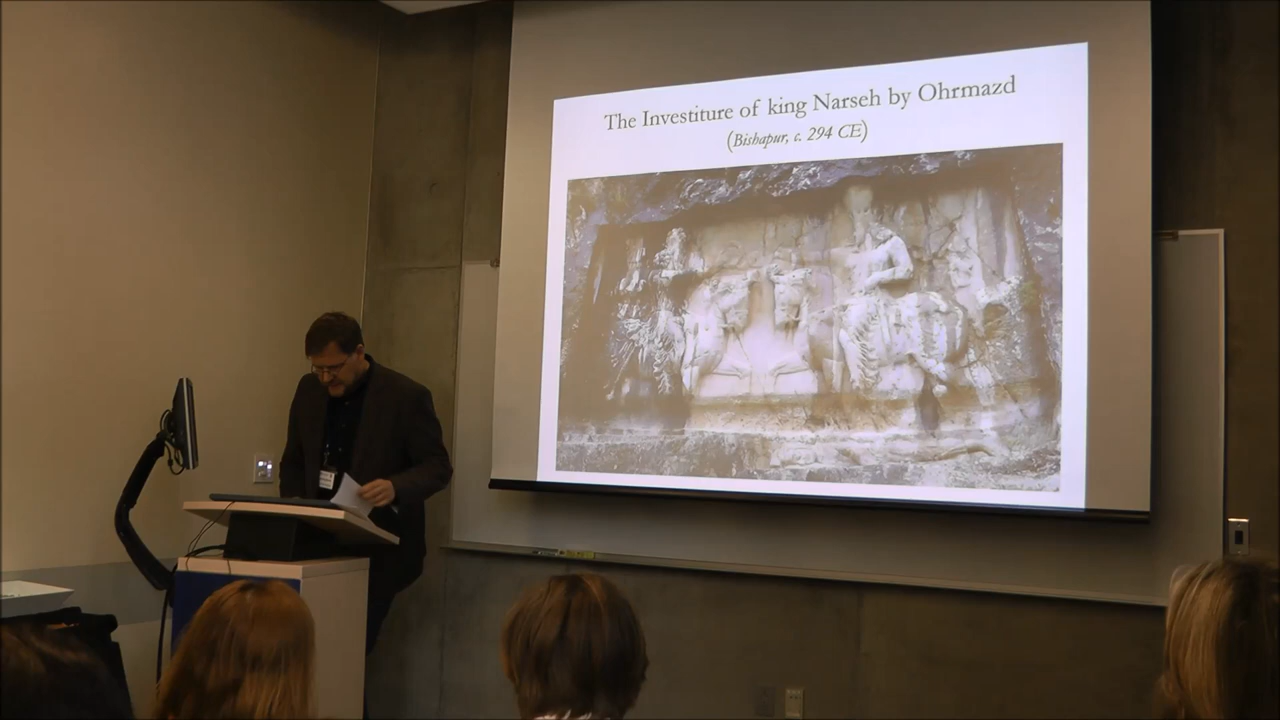 The Investiture of king Narseh by Ohrmazd
(Bishapur, c. 294 CE)